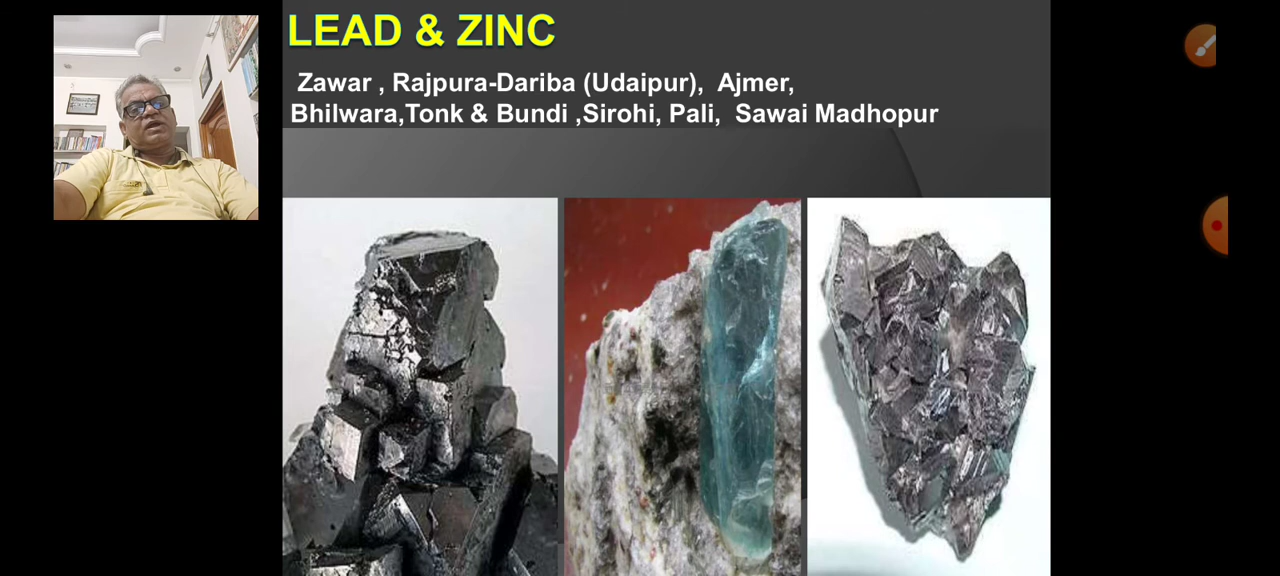 LEAD & ZINC
Zawar , Rajpura-Dariba (Udaipur), Ajmer,
Bhilwara,Tonk & Bundi ,Sirohi, Pali, Sawai Madhopur